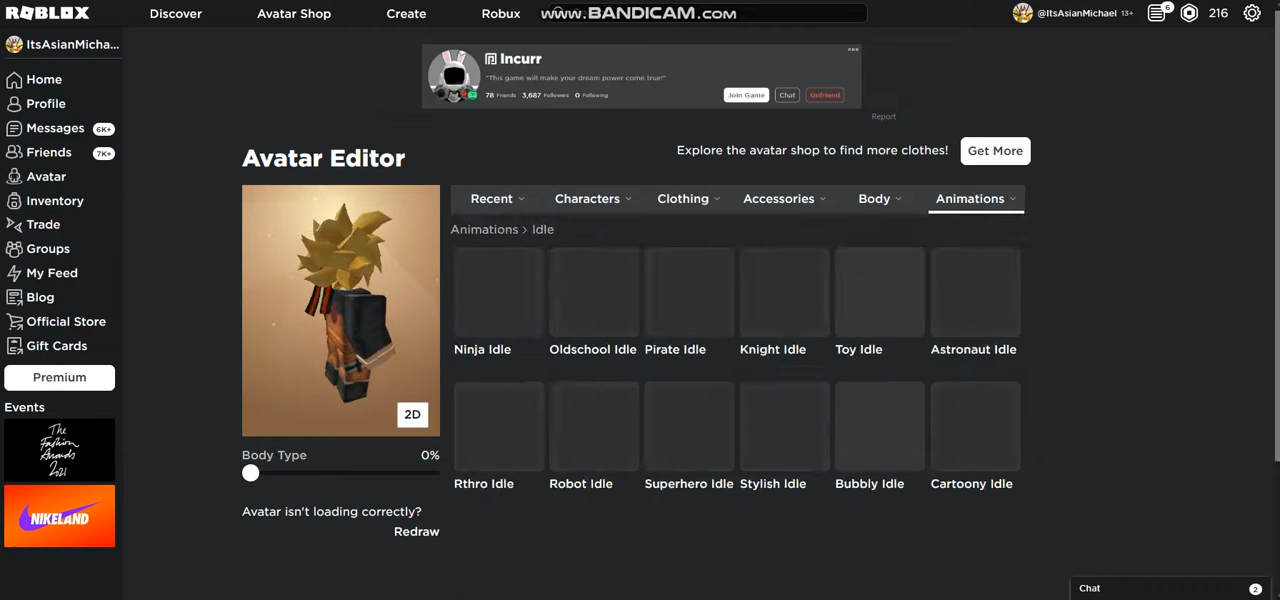 ROBLOX
Discover
Avatar Shop
Create
Robux
www.BANDICAM.com
@ItsAsianMichael 13+
6
216
ItsAsianMicha...
Home
Profile
Messages 6K+
Friends 7K+
Avatar
Inventory
Trade
Groups
My Feed
Blog
Official Store
Gift Cards
Premium
Events
The
Fashion
Awards
2021
NIKELAND
Incurr
"This game will make your dream power come true!"
78 Friends 3,687 Followers 0 Following
Join Game
Chat
Unfriend
Report
Avatar Editor
Explore the avatar shop to find more clothes!
Get More
2D
Body Type 0%
Avatar isn't loading correctly?
Redraw
Recent
Characters
Clothing
Accessories
Body
Animations
Animations > Idle
Ninja Idle
Oldschool Idle
Pirate Idle
Knight Idle
Toy Idle
Astronaut Idle
Rthro Idle
Robot Idle
Superhero Idle
Stylish Idle
Bubbly Idle
Cartoony Idle
Chat 2